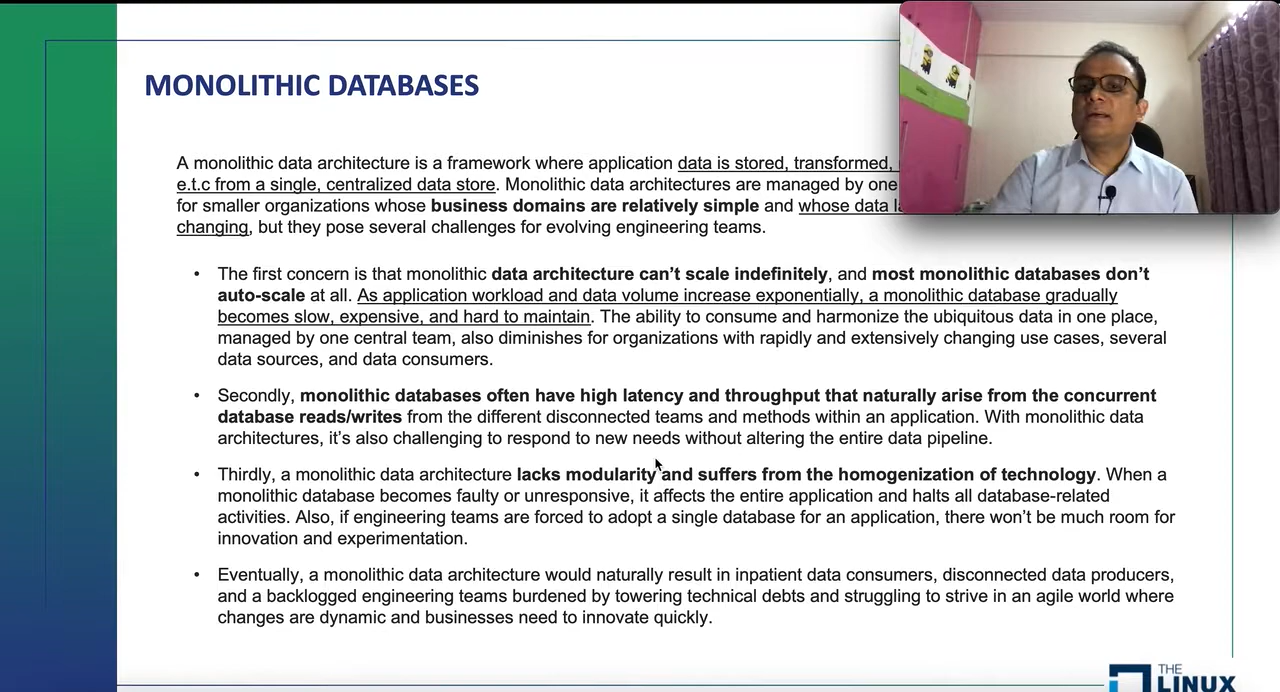 MONOLITHIC DATABASES
A monolithic data architecture is a framework where application data is stored, transformed,
e.t.c from a single, centralized data store. Monolithic data architectures are managed by one
for smaller organizations whose business domains are relatively simple and whose data
changing, but they pose several challenges for evolving engineering teams.
• The first concern is that monolithic data architecture can’t scale indefinitely, and most monolithic databases don’t
auto-scale at all. As application workload and data volume increase exponentially, a monolithic database gradually
becomes slow, expensive, and hard to maintain. The ability to consume and harmonize the ubiquitous data in one place,
managed by one central team, also diminishes for organizations with rapidly and extensively changing use cases, several
data sources, and data consumers.
• Secondly, monolithic databases often have high latency and throughput that naturally arise from the concurrent
database reads/writes from the different disconnected teams and methods within an application. With monolithic data
architectures, it’s also challenging to respond to new needs without altering the entire data pipeline.
• Thirdly, a monolithic data architecture lacks modularity and suffers from the homogenization of technology. When a
monolithic database becomes faulty or unresponsive, it affects the entire application and halts all database-related
activities. Also, if engineering teams are forced to adopt a single database for an application, there won’t be much room for
innovation and experimentation.
• Eventually, a monolithic data architecture would naturally result in inpatient data consumers, disconnected data producers,
and a backlogged engineering teams burdened by towering technical debts and struggling to strive in an agile world where
changes are dynamic and businesses need to innovate quickly.
THE
LINUX